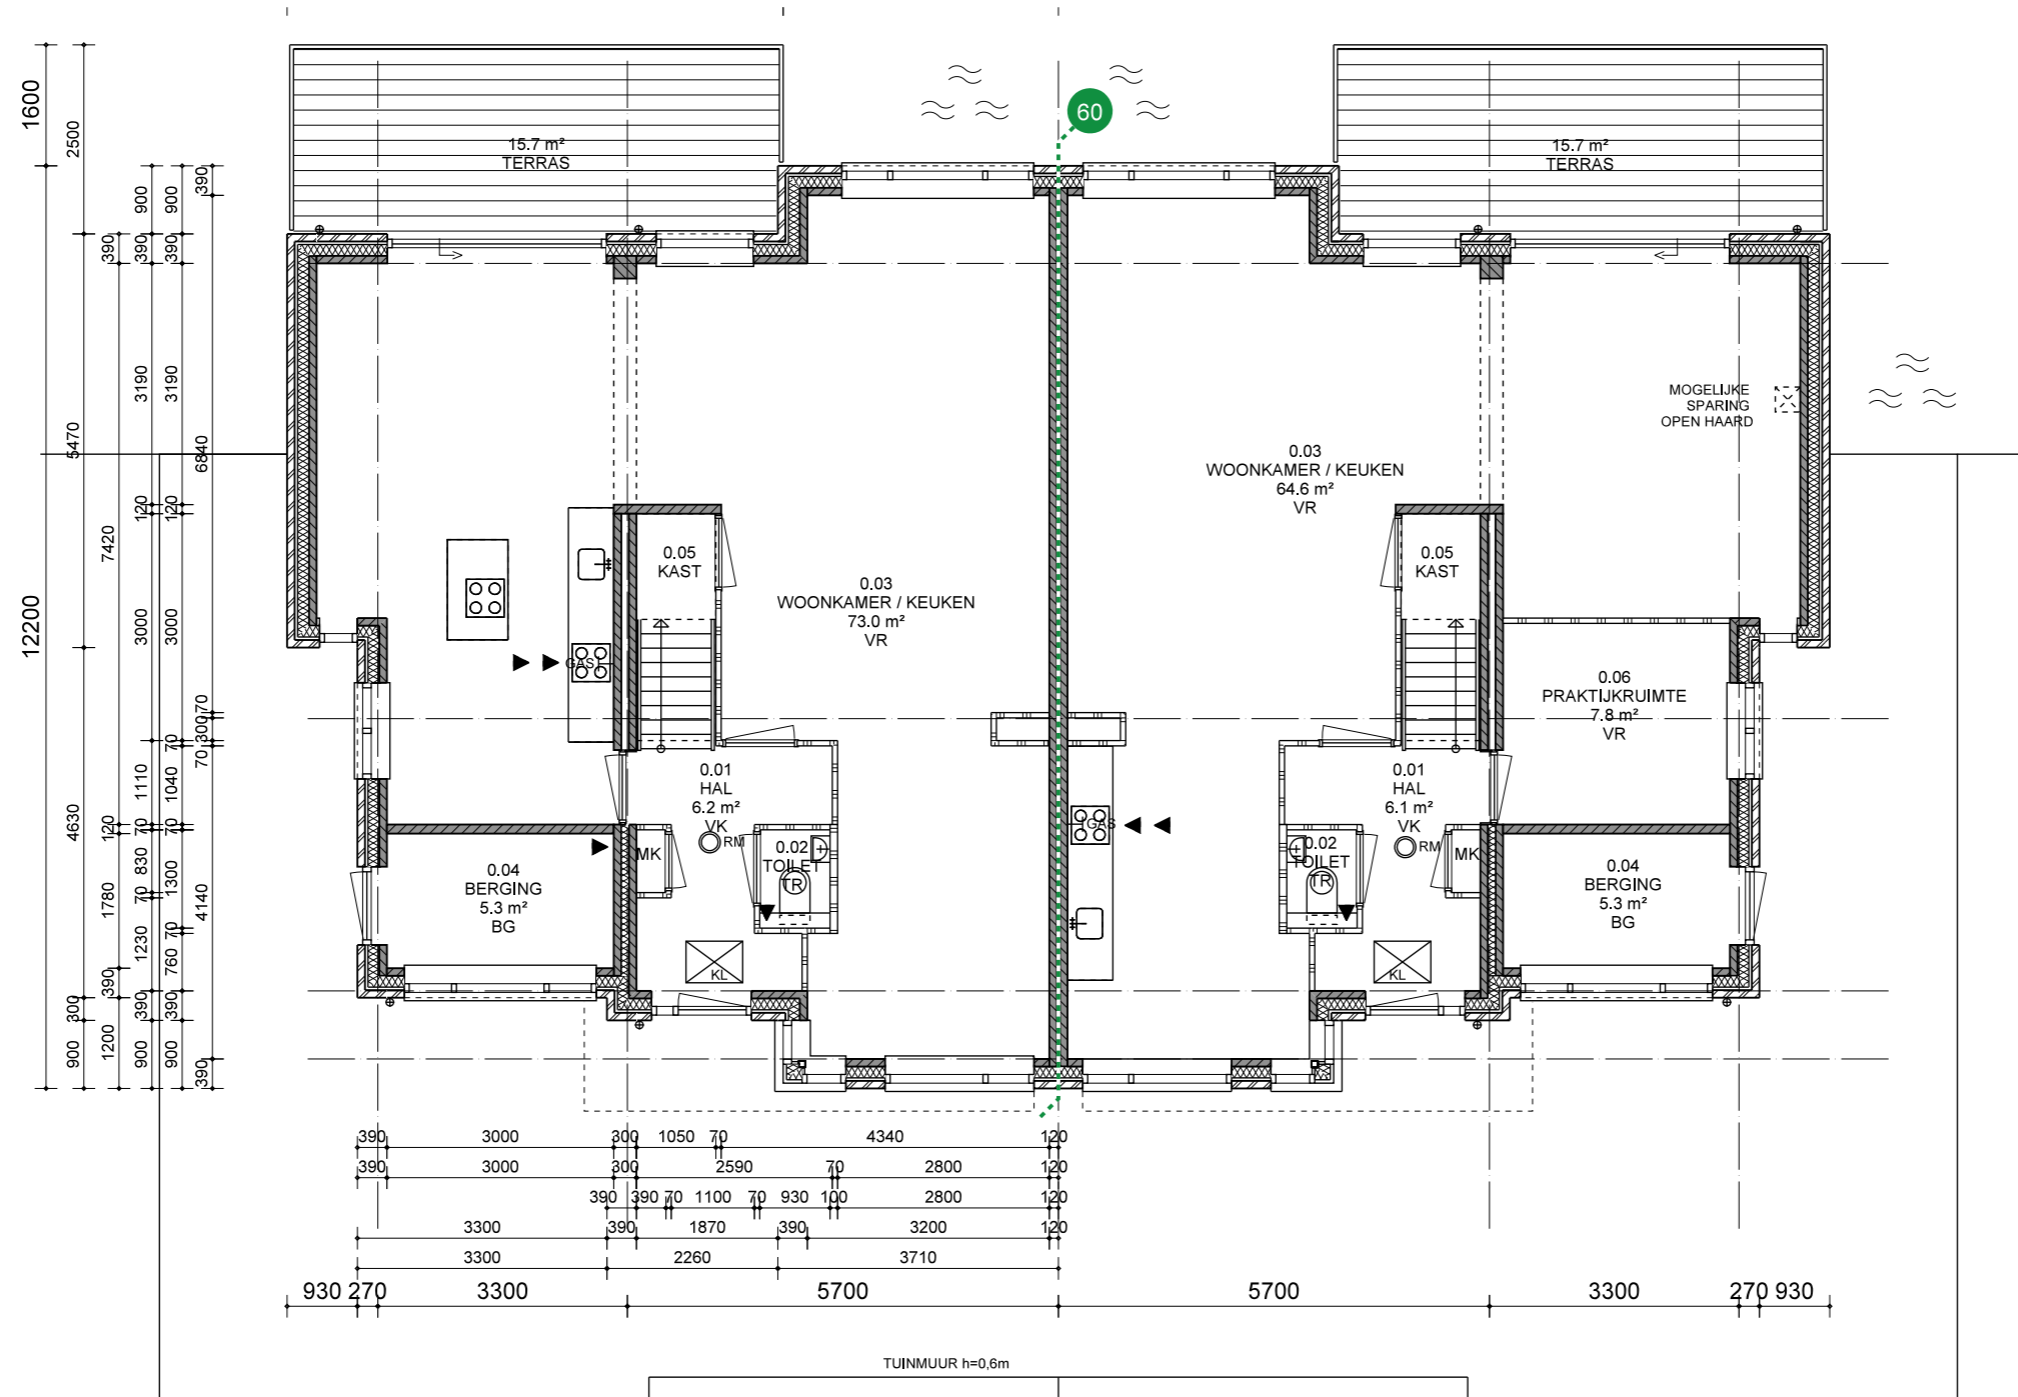 60
15.7 m²
TERRAS
15.7 m²
TERRAS
MOGELIJKE
SPARING
OPEN HAARD
0.03
WOONKAMER / KEUKEN
64.6 m²
VR
0.05
KAST
0.03
WOONKAMER / KEUKEN
73.0 m²
VR
0.05
KAST
GAS
0.06
PRAKTIJKRUIMTE
7.8 m²
VR
0.01
HAL
6.2 m²
VK
RM
MK
0.02
TOILET
TR
KL
0.04
BERGING
5.3 m²
BG
GAS
0.01
HAL
6.1 m²
VK
RM
MK
0.02
TOILET
TR
KL
0.04
BERGING
5.3 m²
BG
1600
12200
2500
5470
4630
300
900
390
7420
120
1780
390
1200
900
390
3190
120
3000
70
1110
70
830
70
1230
390
900
900
390
3190
120
3000
1040
70
1300
70
760
390
900
390
6840
70
300
70
4140
390
390 3000 300 1050 70 4340 120
390 3000 300 2590 70 2800 120
390 390 70 1100 70 930 100 2800 120
3300 390 1870 390 3200 120
3300 2260 3710
930 270 3300 5700 5700 3300 270 930
TUINMUUR h=0,6m